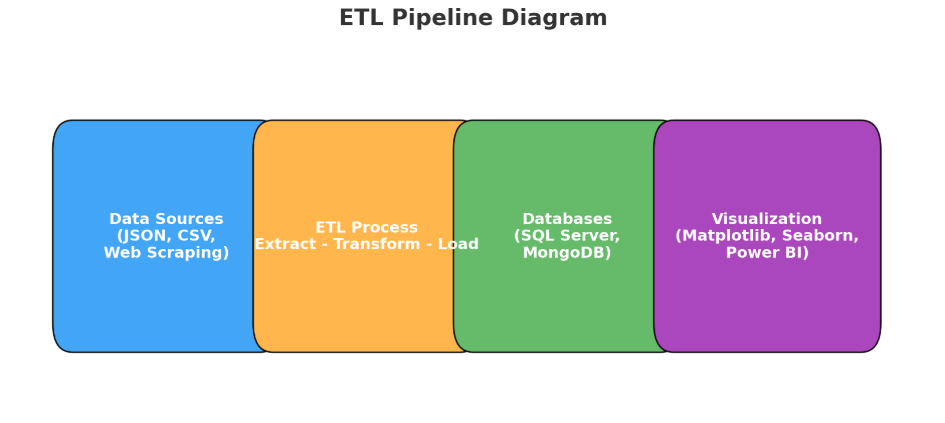 ETL Pipeline Diagram
Data Sources
(JSON, CSV,
Web Scraping)
ETL Process
Extract - Transform - Load
Databases
(SQL Server,
MongoDB)
Visualization
(Matplotlib, Seaborn,
Power BI)